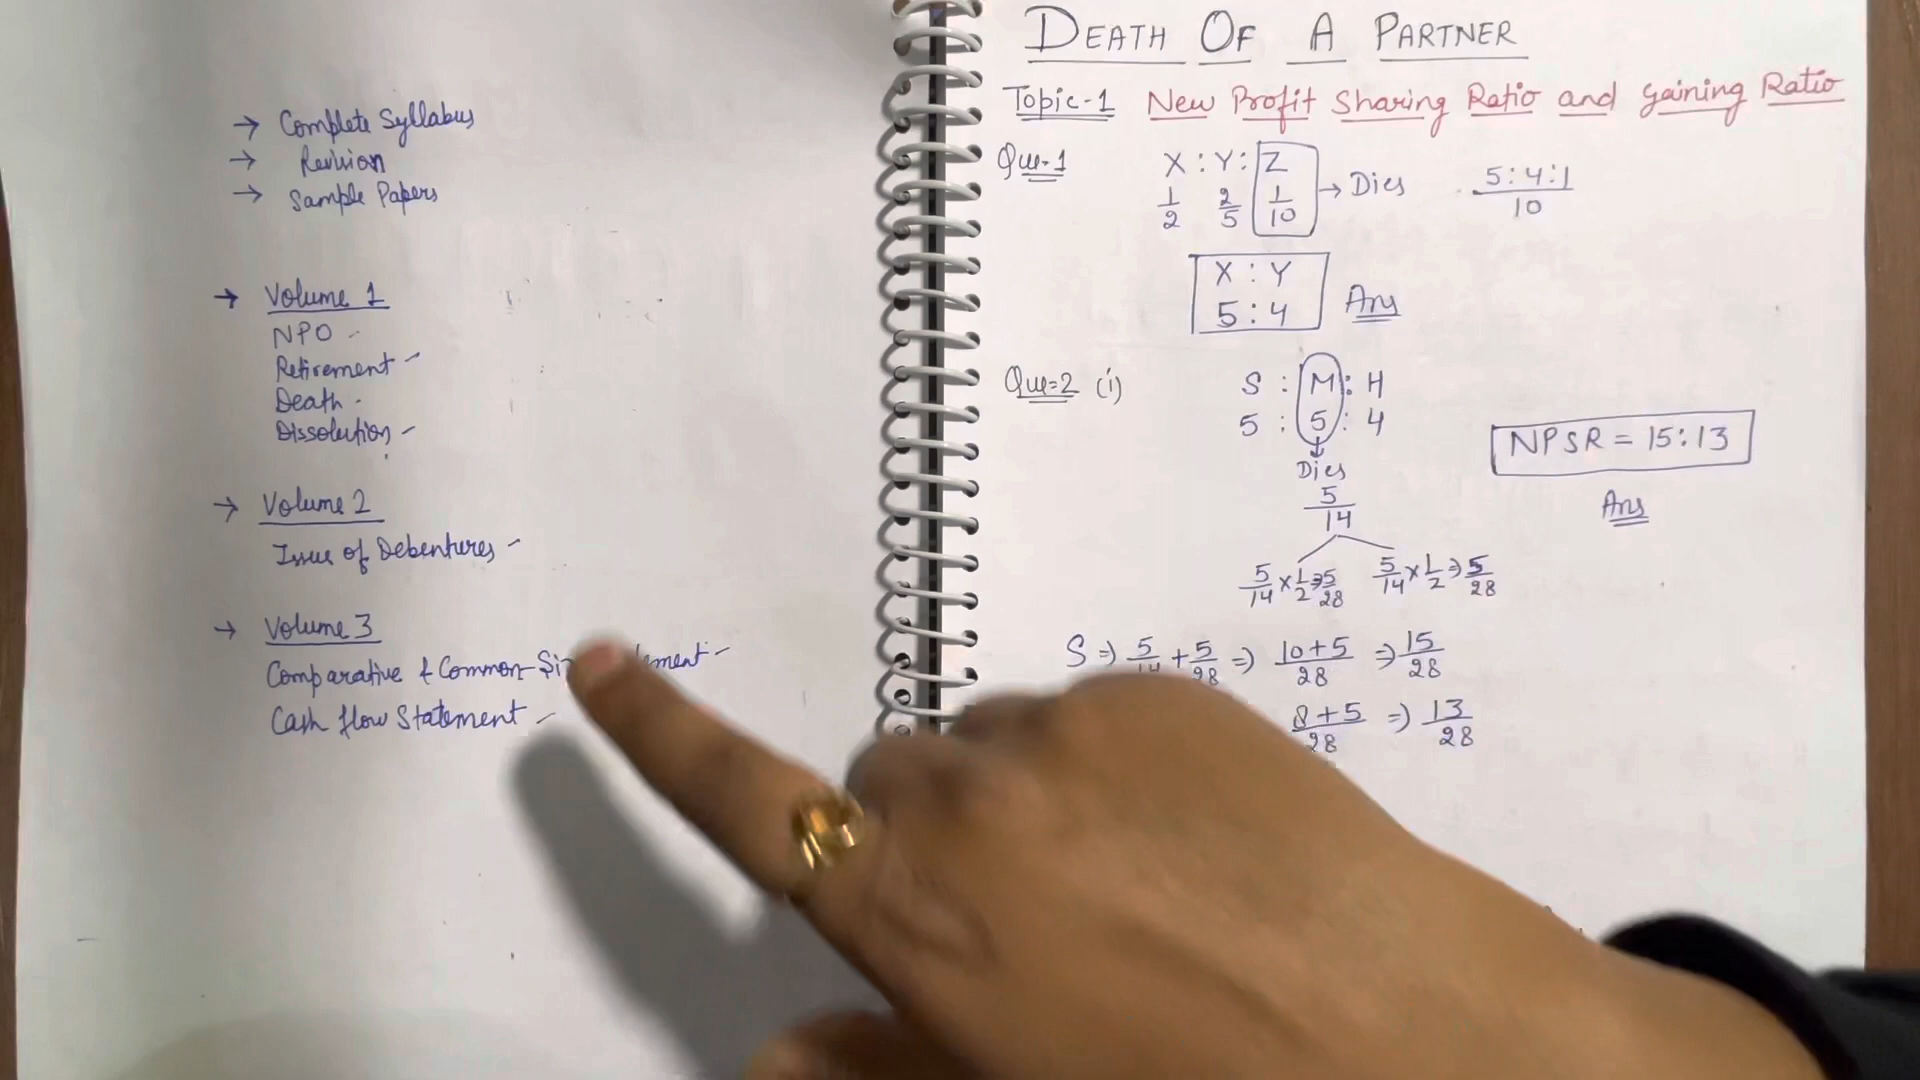 → Complete Syllabus
→ Revision
→ Sample Papers
→ Volume 1
NPO -
Retirement -
Death -
Dissolution -
→ Volume 2
Issue of Debentures -
→ Volume 3
Comparative & Common-
Cash flow Statement -
DEATH OF A PARTNER
Topic-1 New Profit Sharing Ratio and gaining Ratio
Que-1 X : Y : Z → Dies 5:4:1/10
1/2 2/5 1/10
X : Y
5 : 4 Ans
Que=2 (i) S : M : H
5 : 5 : 4
NPSR = 15:13
Dies
Ans
5/14
5/14 × 1/2 ⇒ 5/28 5/14 × 1/2 ⇒ 5/28
S ⇒ 5/14 + 5/28 ⇒ 10+5/28 ⇒ 15/28
8+5/28 ⇒ 13/28